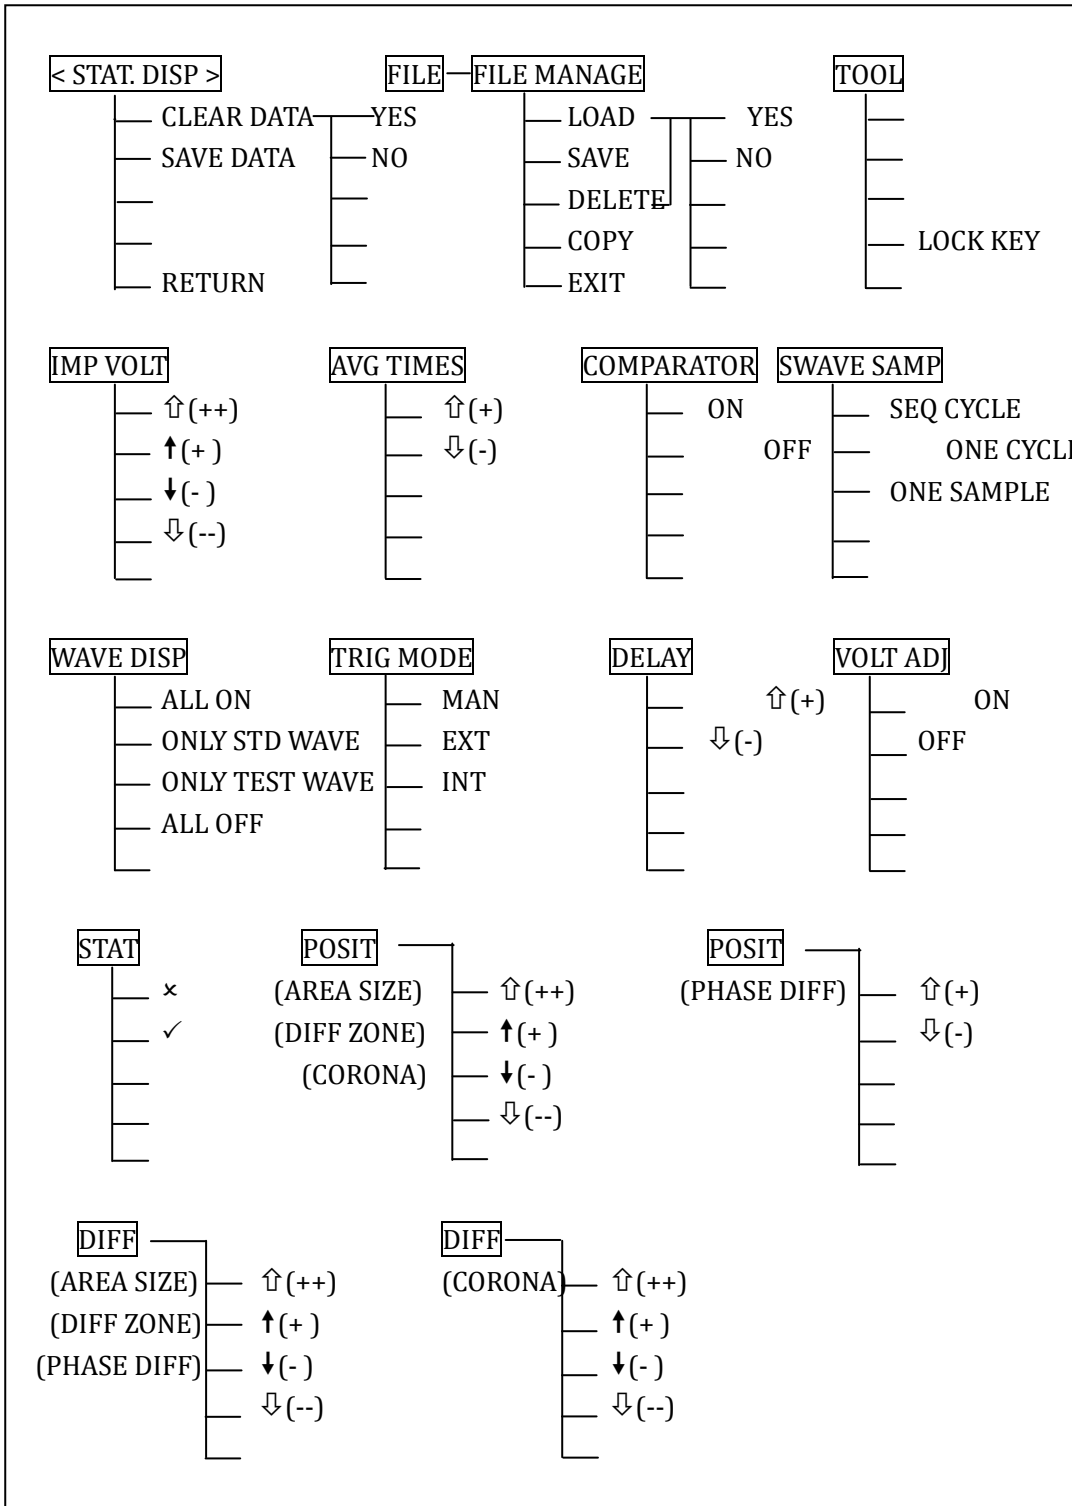 < STAT. DISP > FILE FILE MANAGE TOOL
CLEAR DATA YES LOAD YES
SAVE DATA NO SAVE NO
DELETE
COPY LOCK KEY
RETURN EXIT
IMP VOLT AVG TIMES COMPARATOR SWAVE SAMP
⇧(++) ⇧(+) ON SEQ CYCLE
↑(+ ) ⇩(-) OFF ONE CYCLE
↓(- ) ONE SAMPLE
⇩(--)
WAVE DISP TRIG MODE DELAY VOLT ADJ
ALL ON MAN ⇧(+) ON
ONLY STD WAVE EXT ⇩(-) OFF
ONLY TEST WAVE INT
ALL OFF
STAT POSIT POSIT
× (AREA SIZE) ⇧(++) (PHASE DIFF) ⇧(+)
✓ (DIFF ZONE) ↑(+ ) ⇩(-)
(CORONA) ↓(- )
⇩(--)
DIFF DIFF
(AREA SIZE) ⇧(++) (CORONA) ⇧(++)
(DIFF ZONE) ↑(+ ) ↑(+ )
(PHASE DIFF) ↓(- ) ↓(- )
⇩(--) ⇩(--)